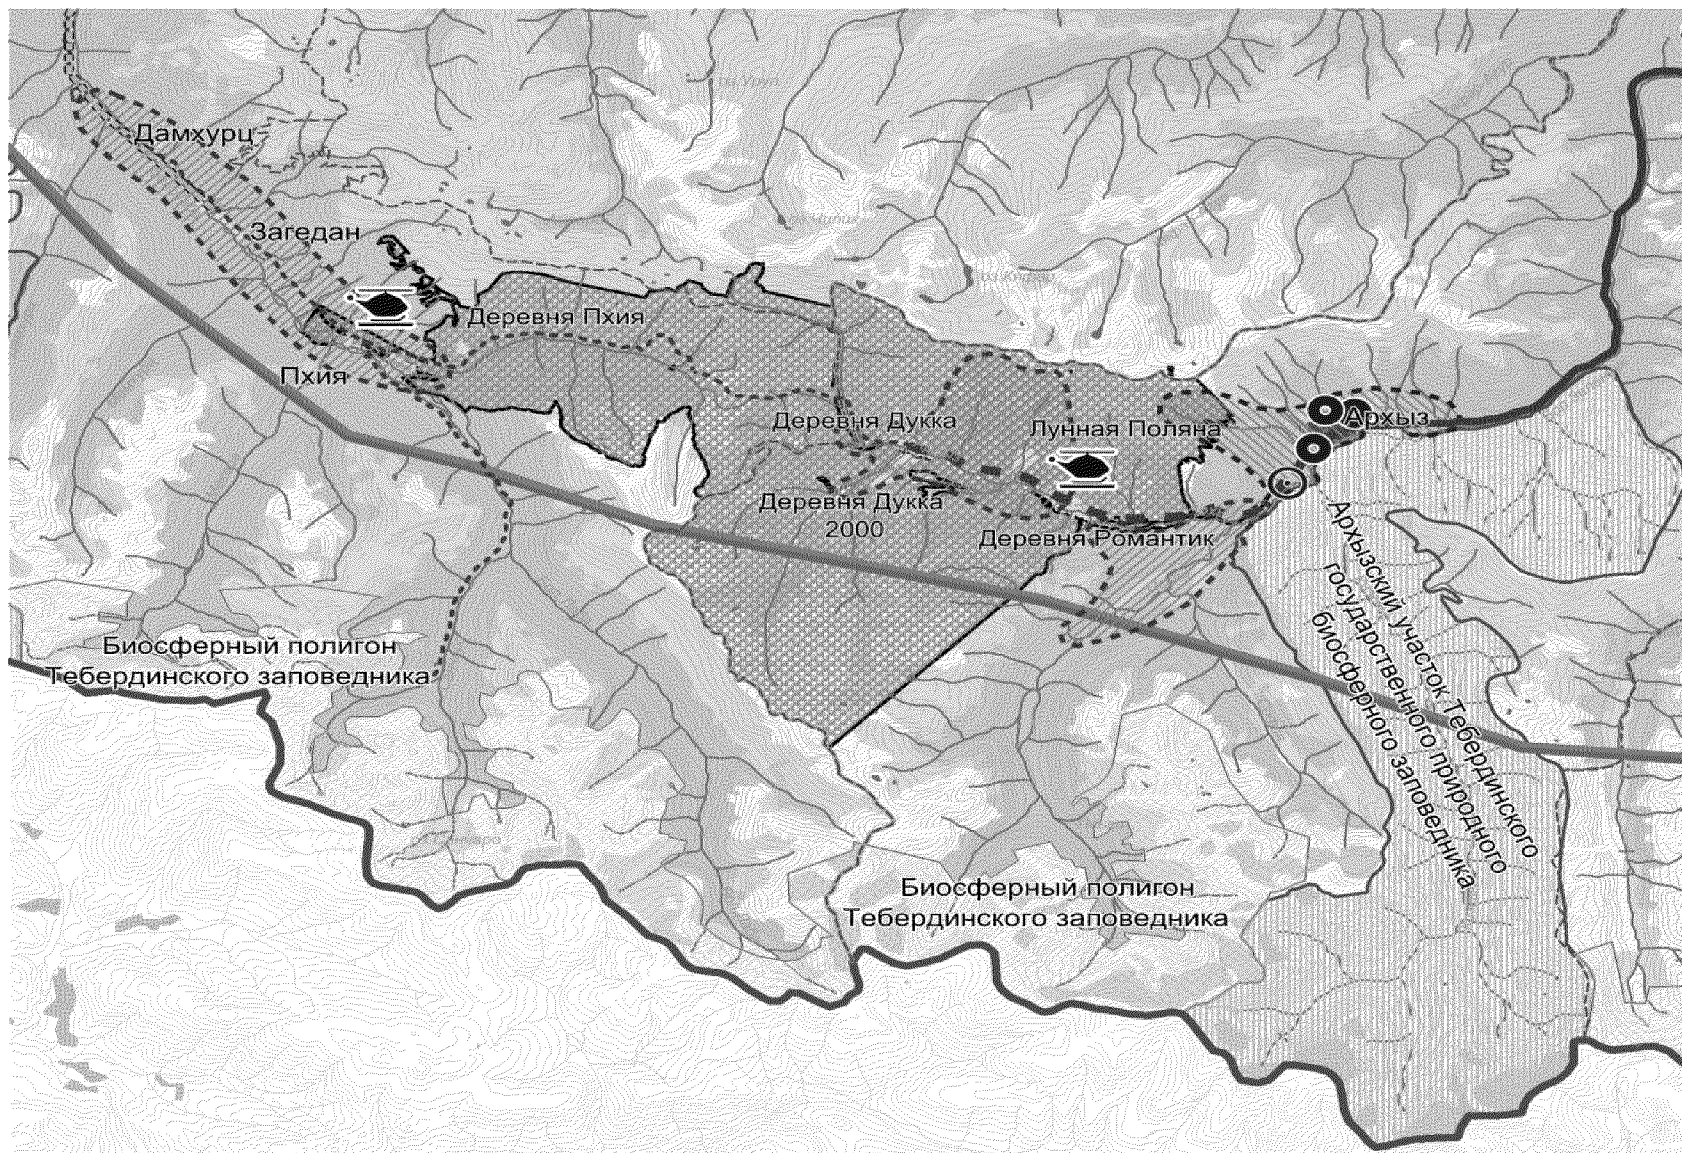 Дамхурц
Загедан
Деревня Пхия
Пхия
Деревня Дукка
Лунная Поляна
Архыз
Деревня Дукка
2000
Деревня Романтик
Архызский участок Тебердинского
государственного природного
биосферного заповедника
Биосферный полигон
Тебердинского заповедника
Биосферный полигон
Тебердинского заповедника